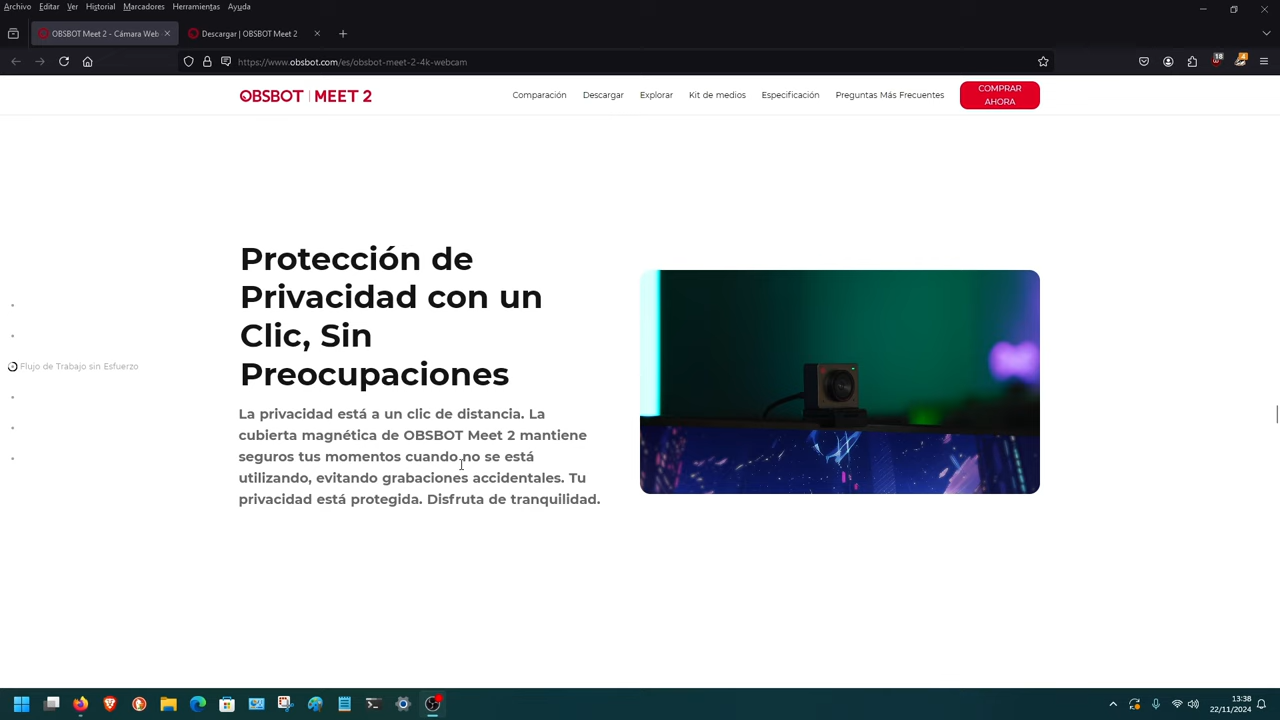 Archivo Editar Ver Historial Marcadores Herramientas Ayuda
OBSBOT Meet 2 - Cámara Web
Descargar | OBSBOT Meet 2
https://www.obsbot.com/es/obsbot-meet-2-4k-webcam
18
4
OBSBOT | MEET 2
Comparación
Descargar
Explorar
Kit de medios
Especificación
Preguntas Más Frecuentes
COMPRAR
AHORA
Protección de
Privacidad con un
Clic, Sin
Preocupaciones
Flujo de Trabajo sin Esfuerzo
La privacidad está a un clic de distancia. La
cubierta magnética de OBSBOT Meet 2 mantiene
seguros tus momentos cuando no se está
utilizando, evitando grabaciones accidentales. Tu
privacidad está protegida. Disfruta de tranquilidad.
13:38
22/11/2024